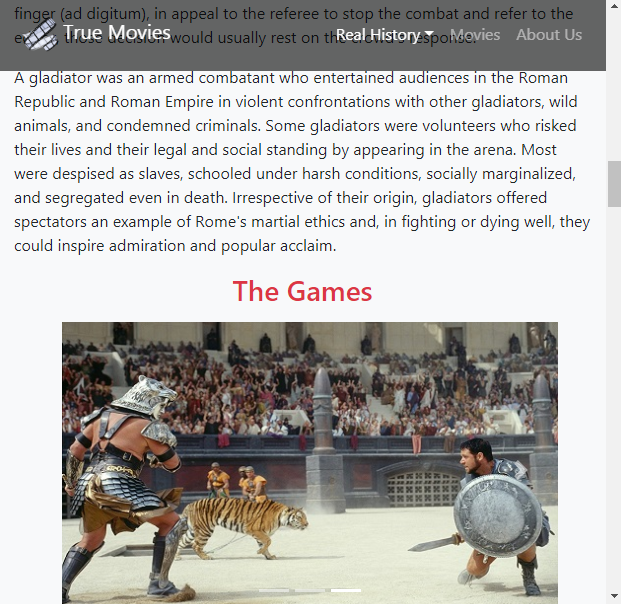 finger (ad digitum), in appeal to the referee to stop the combat and refer to the
True Movies
Real History
Movies
About Us
would usually rest on the crowd's response.
A gladiator was an armed combatant who entertained audiences in the Roman
Republic and Roman Empire in violent confrontations with other gladiators, wild
animals, and condemned criminals. Some gladiators were volunteers who risked
their lives and their legal and social standing by appearing in the arena. Most
were despised as slaves, schooled under harsh conditions, socially marginalized,
and segregated even in death. Irrespective of their origin, gladiators offered
spectators an example of Rome's martial ethics and, in fighting or dying well, they
could inspire admiration and popular acclaim.
The Games